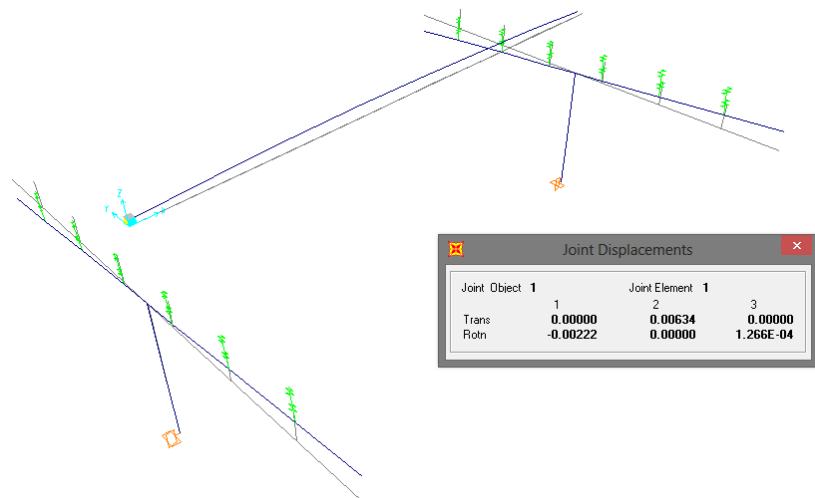 Z
Y
Joint Displacements
Joint Object 1 Joint Element 1
1 2 3
Trans 0.00000 0.00634 0.00000
Rotn -0.00222 0.00000 1.266E-04